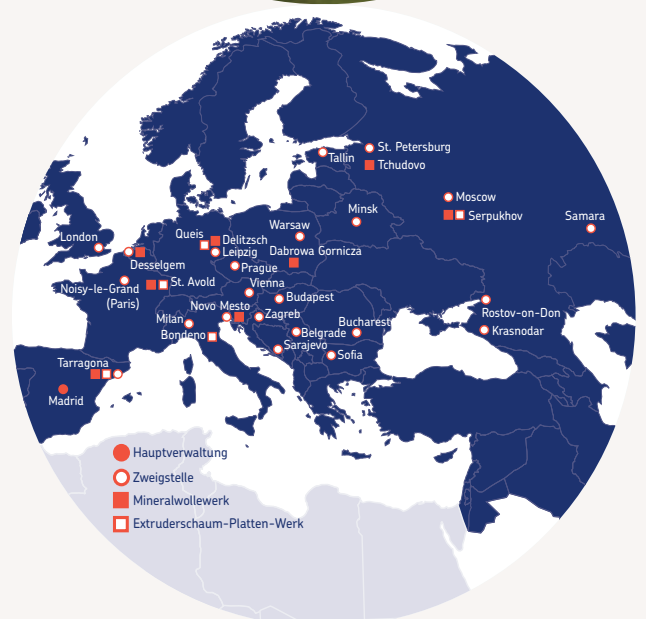 St. Petersburg
Tallin
Tchudovo
Moscow
Minsk
Serpukhov
Samara
Warsaw
London
Queis
Delitzsch
Leipzig
Dabrowa Gornicza
Desselgem
Prague
St. Avold
Vienna
Noisy-le-Grand
(Paris)
Budapest
Novo Mesto
Rostov-on-Don
Milan
Zagreb
Bucharest
Krasnodar
Bondeno
Belgrade
Sarajevo
Sofia
Tarragona
Madrid
Hauptverwaltung
Zweigstelle
Mineralwollewerk
Extruderschaum-Platten-Werk